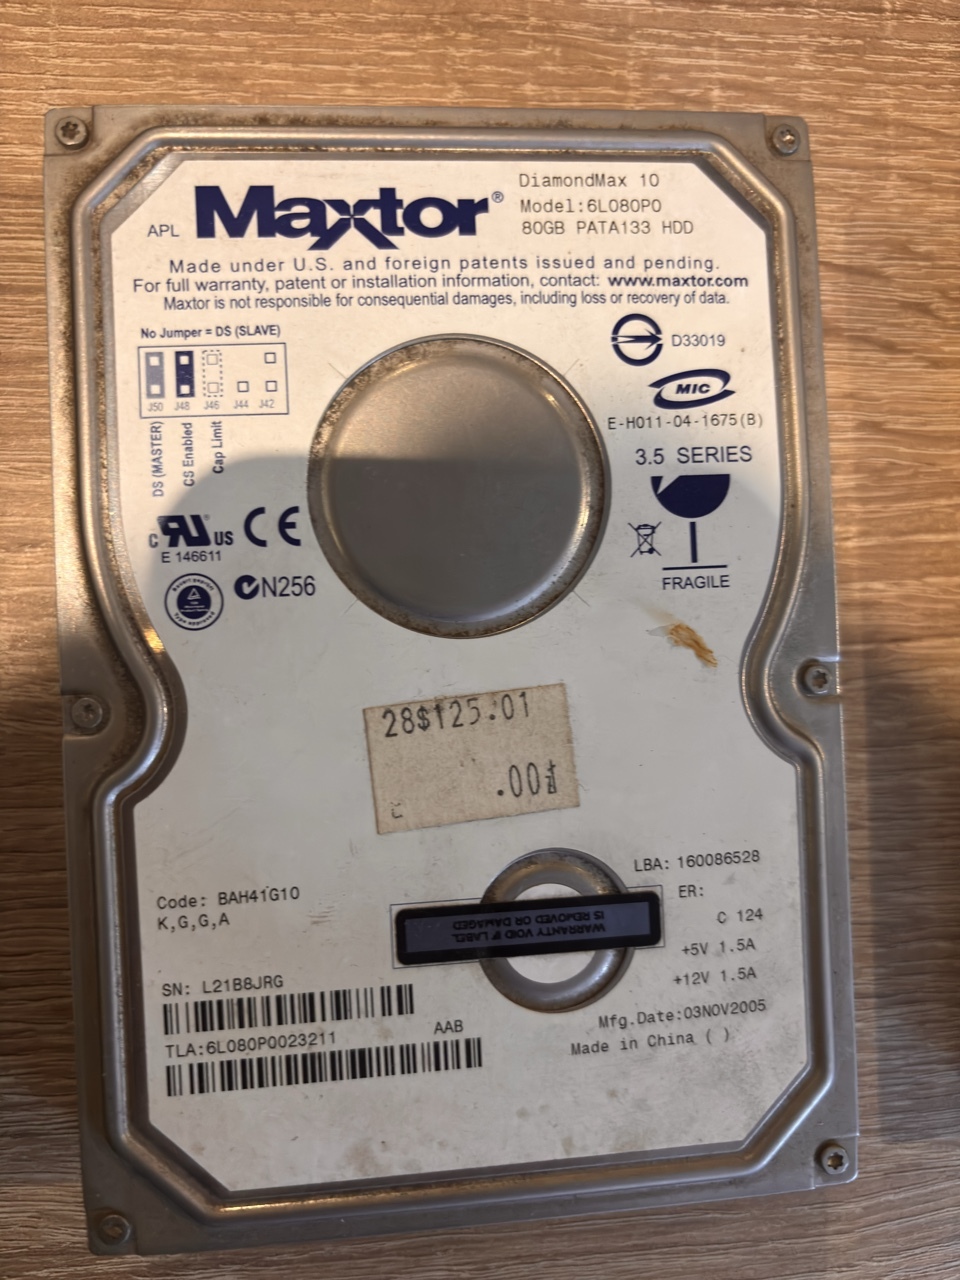 DiamondMax 10
APL Maxtor® Model:6L080P0
80GB PATA133 HDD
Made under U.S. and foreign patents issued and pending.
For full warranty, patent or installation information, contact: www.maxtor.com
Maxtor is not responsible for consequential damages, including loss or recovery of data.
No Jumper = DS (SLAVE)
J50 J48 J46 J44 J42
DS (MASTER)
CS Enabled
Cap Limit
D33019
MIC
E-H011-04-1675(B)
3.5 SERIES
FRAGILE
C US CE
E 146611
N256
28$125.01
.00zł
Code: BAH41G10
K,G,G,A
LBA: 160086528
ER:
C 124
+5V 1.5A
+12V 1.5A
WARRANTY VOID IF LABEL
IS REMOVED OR DAMAGED
SN: L21B8JRG
AAB
TLA:6L080P0023211
Mfg.Date:03NOV2005
Made in China ( )